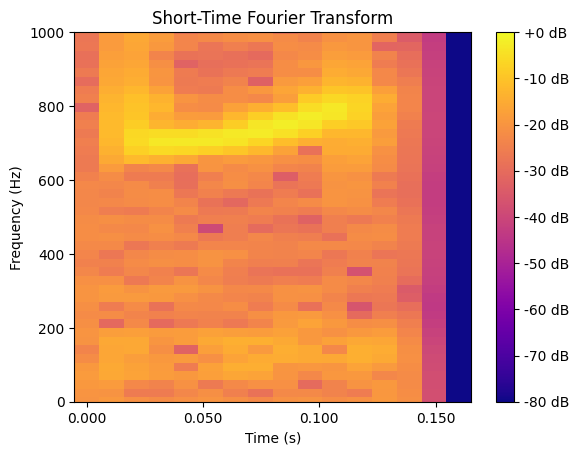 Short-Time Fourier Transform
1000
800
600
400
200
0
Frequency (Hz)
0.000
0.050
0.100
0.150
Time (s)
+0 dB
-10 dB
-20 dB
-30 dB
-40 dB
-50 dB
-60 dB
-70 dB
-80 dB